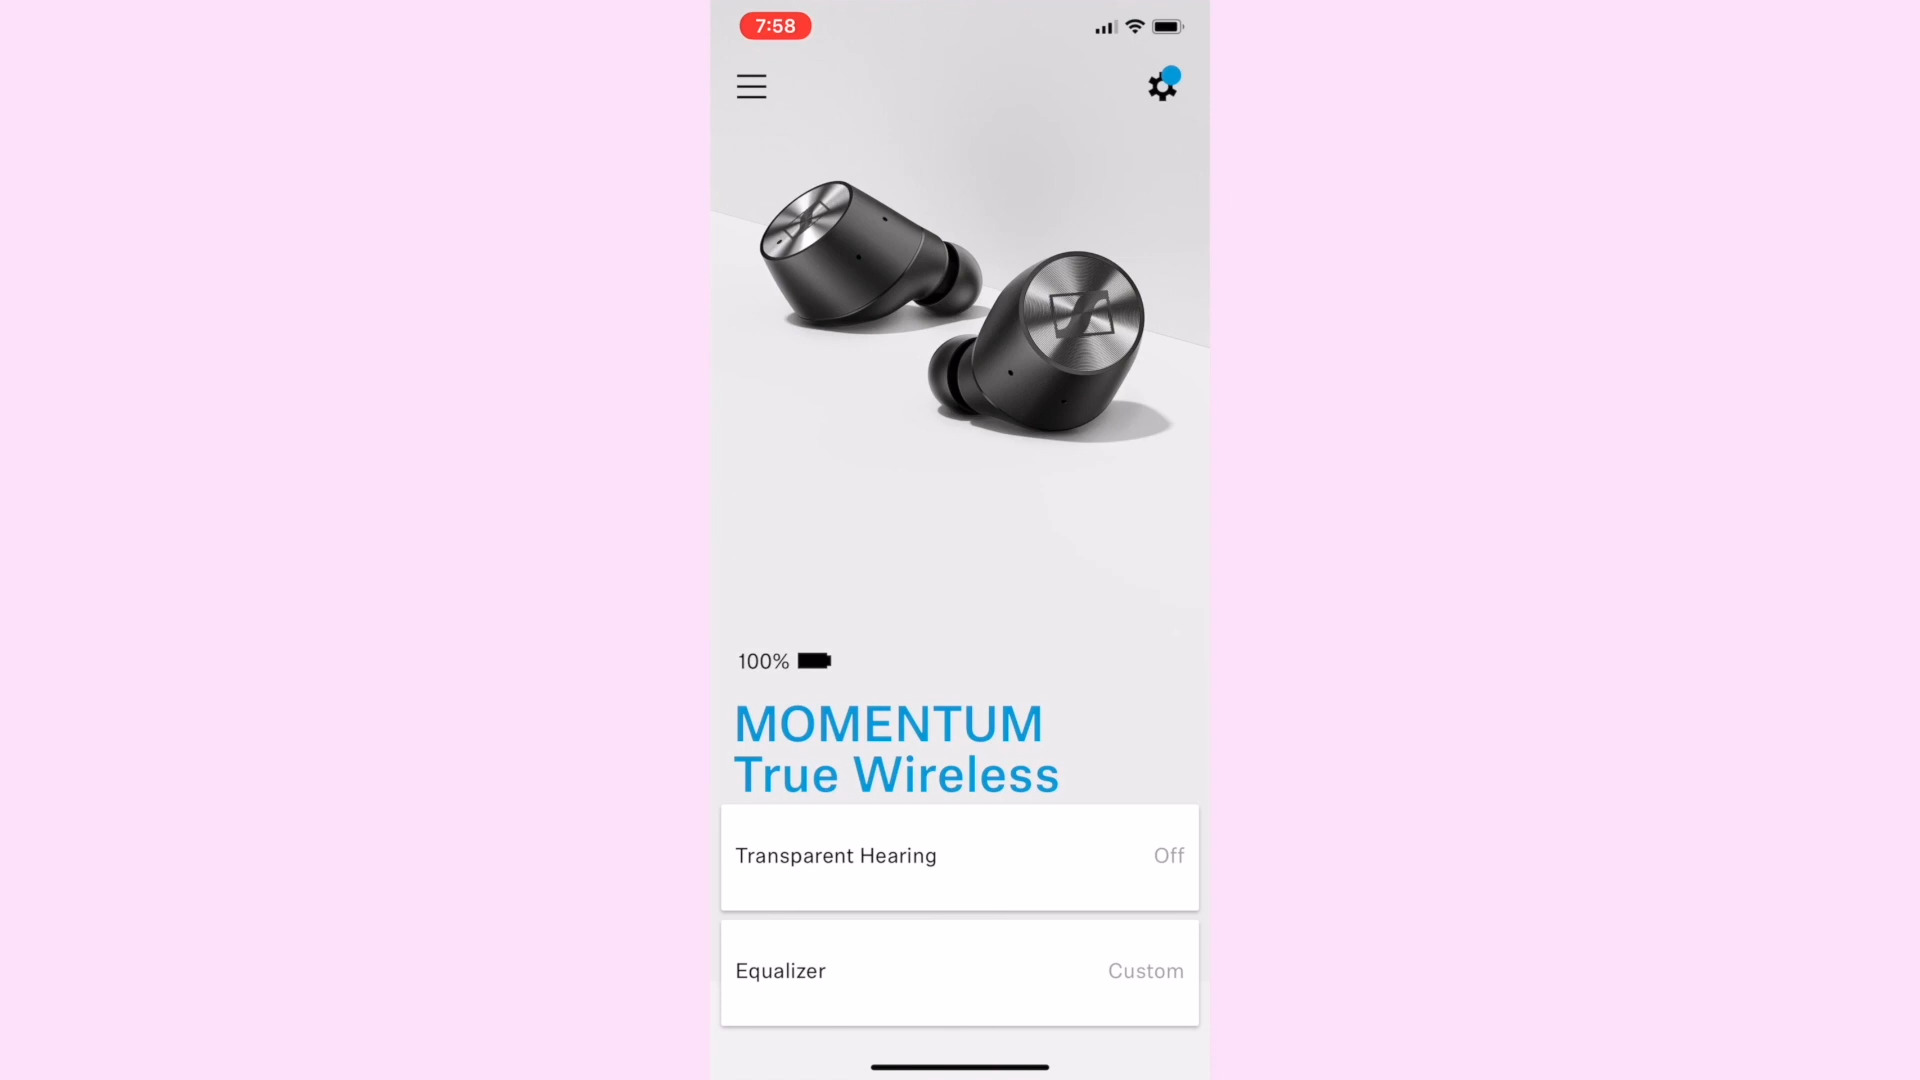 7:58
100%
MOMENTUM
True Wireless
Transparent Hearing Off
Equalizer Custom